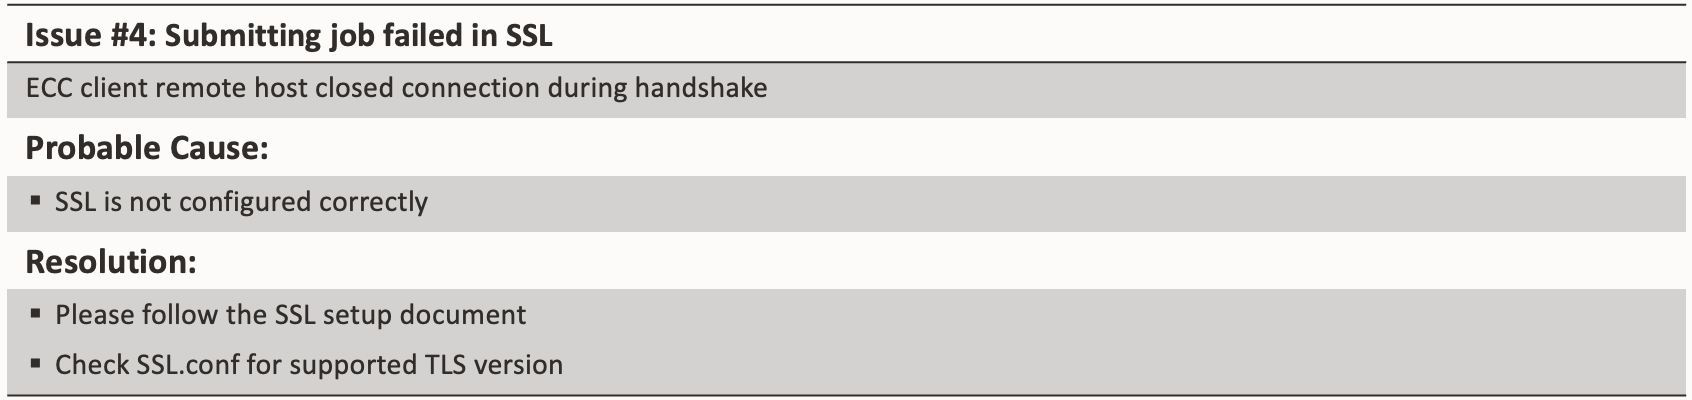 Issue #4: Submitting job failed in SSL
ECC client remote host closed connection during handshake
Probable Cause:
▪ SSL is not configured correctly
Resolution:
▪ Please follow the SSL setup document
▪ Check SSL.conf for supported TLS version